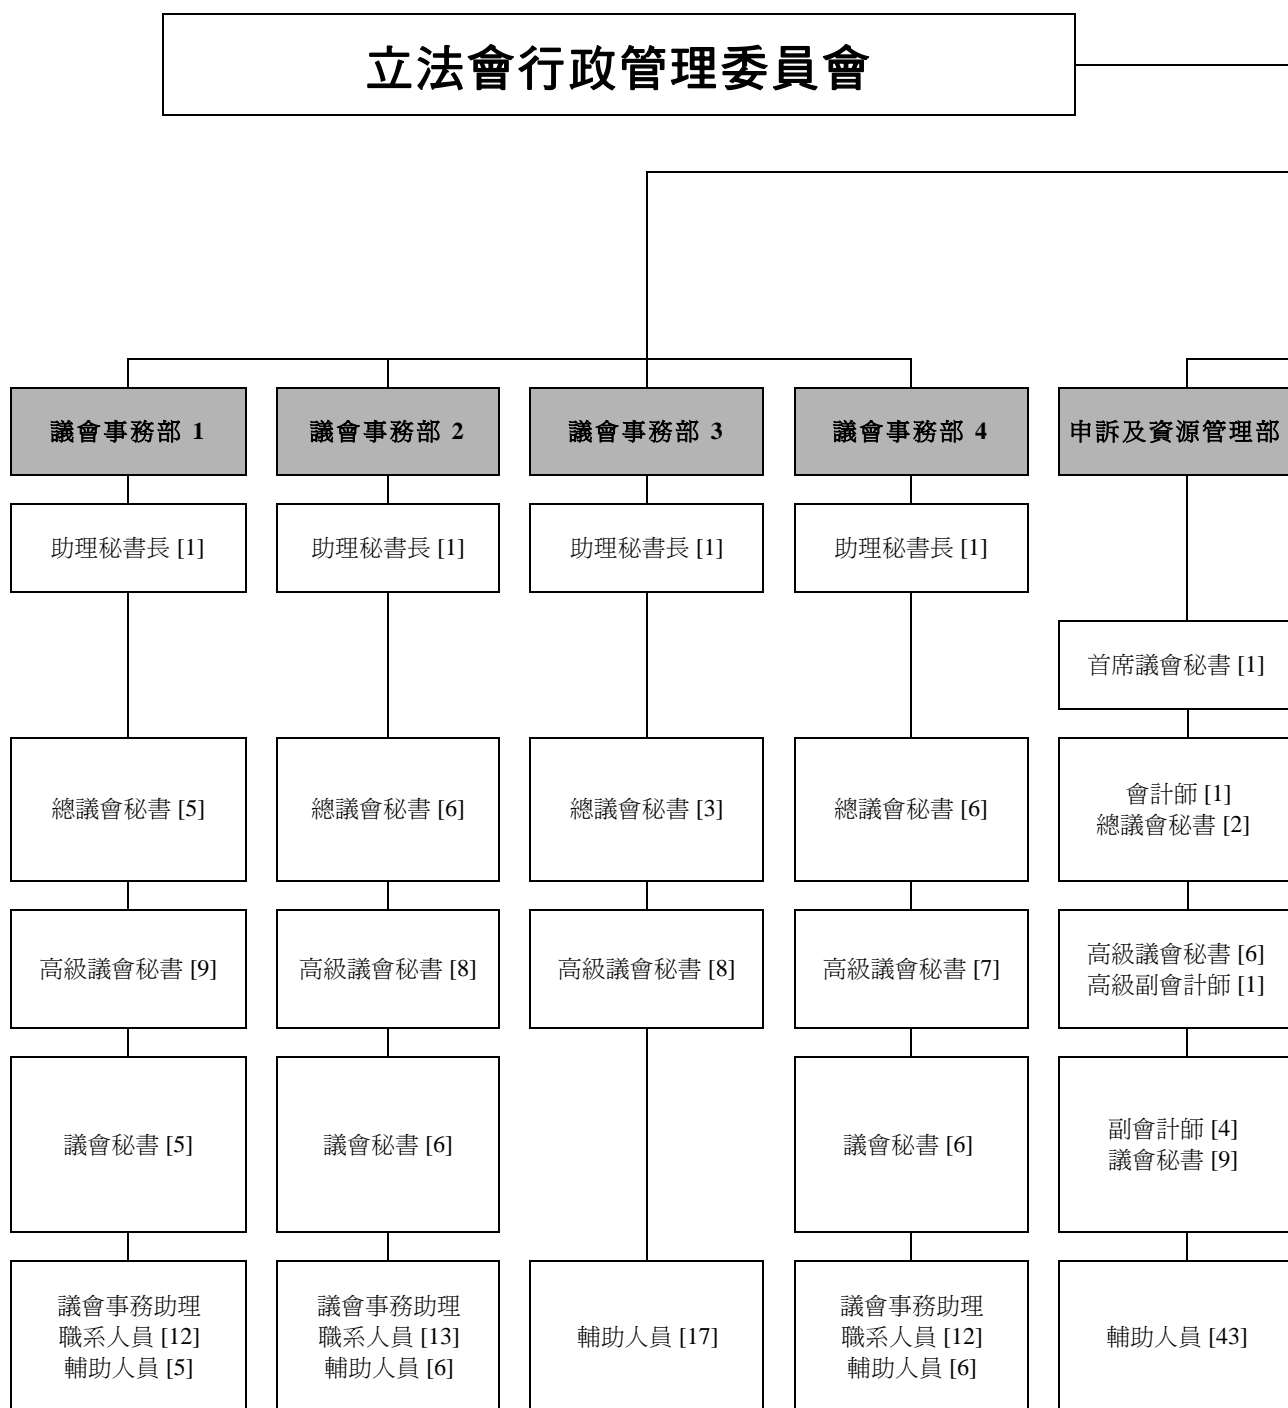 立法會行政管理委員會
議會事務部 1
議會事務部 2
議會事務部 3
議會事務部 4
申訴及資源管理部
助理秘書長 [1]
助理秘書長 [1]
助理秘書長 [1]
助理秘書長 [1]
首席議會秘書 [1]
總議會秘書 [5]
總議會秘書 [6]
總議會秘書 [3]
總議會秘書 [6]
會計師 [1]
總議會秘書 [2]
高級議會秘書 [9]
高級議會秘書 [8]
高級議會秘書 [8]
高級議會秘書 [7]
高級議會秘書 [6]
高級副會計師 [1]
議會秘書 [5]
議會秘書 [6]
議會秘書 [6]
副會計師 [4]
議會秘書 [9]
議會事務助理
職系人員 [12]
輔助人員 [5]
議會事務助理
職系人員 [13]
輔助人員 [6]
輔助人員 [17]
議會事務助理
職系人員 [12]
輔助人員 [6]
輔助人員 [43]